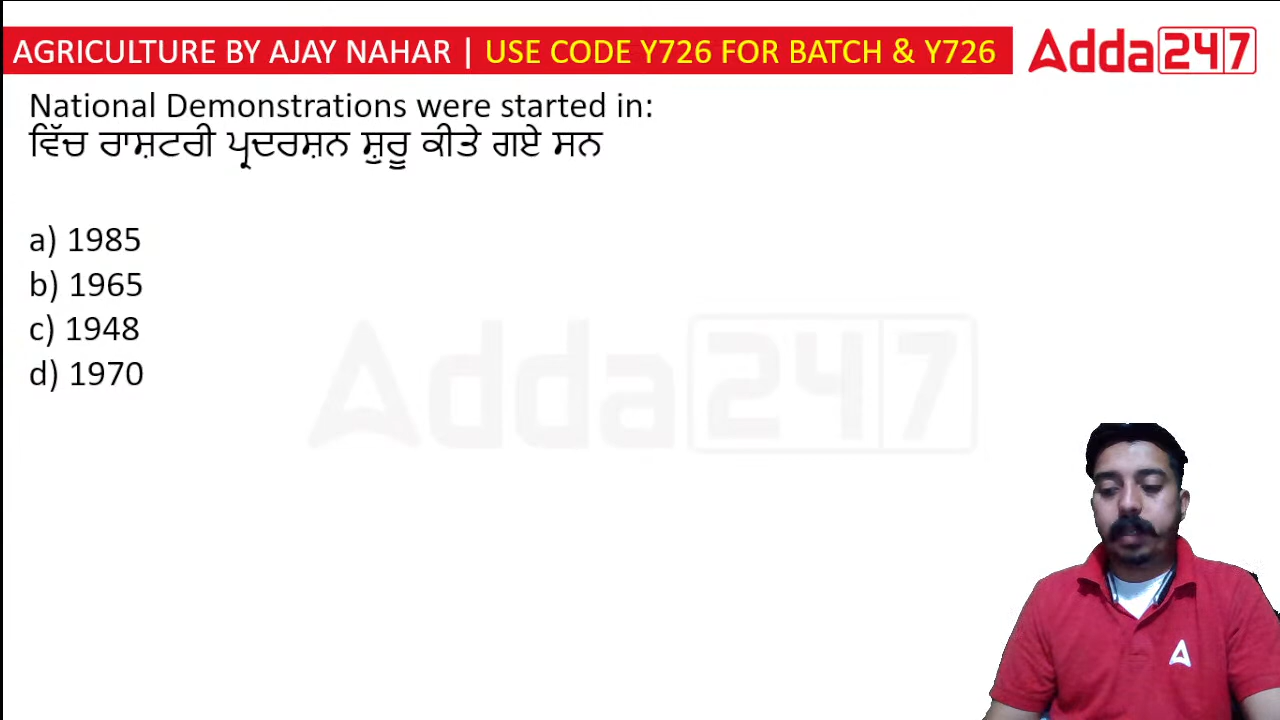 AGRICULTURE BY AJAY NAHAR | USE CODE Y726 FOR BATCH & Y726
Adda247
National Demonstrations were started in:
ਵਿੱਚ ਰਾਸ਼ਟਰੀ ਪ੍ਰਦਰਸ਼ਨ ਸ਼ੁਰੂ ਕੀਤੇ ਗਏ ਸਨ
a) 1985
b) 1965
c) 1948
d) 1970
Adda247